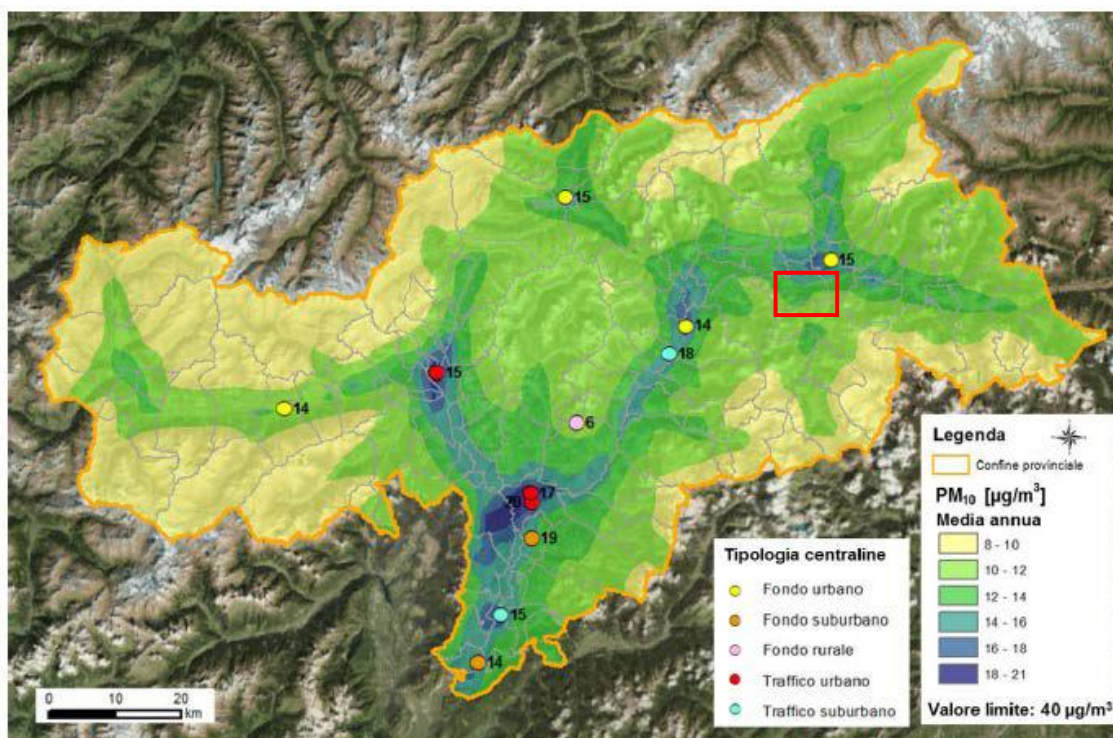 15
15
14
18
15
14
6
17
20
19
15
14
Legenda
Confine provinciale
PM10 [µg/m3]
Media annua
8 - 10
10 - 12
12 - 14
14 - 16
16 - 18
18 - 21
Valore limite: 40 µg/m3
Tipologia centraline
Fondo urbano
Fondo suburbano
Fondo rurale
Traffico urbano
Traffico suburbano
0 10 20
km